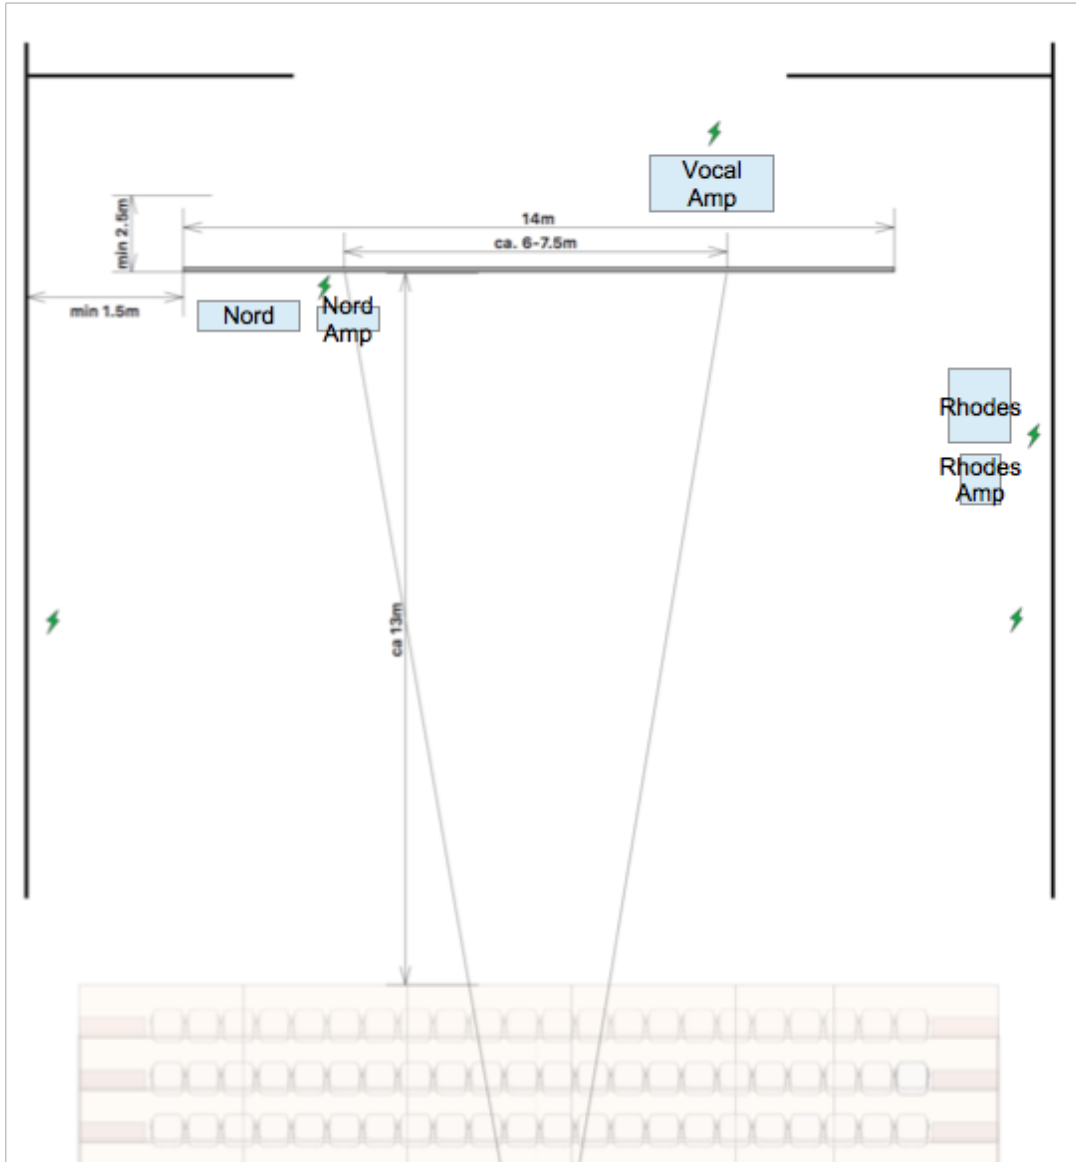 Vocal
Amp
min 2.5m
14m
ca. 6-7.5m
min 1.5m
Nord
Nord
Amp
Rhodes
Rhodes
Amp
ca 13m